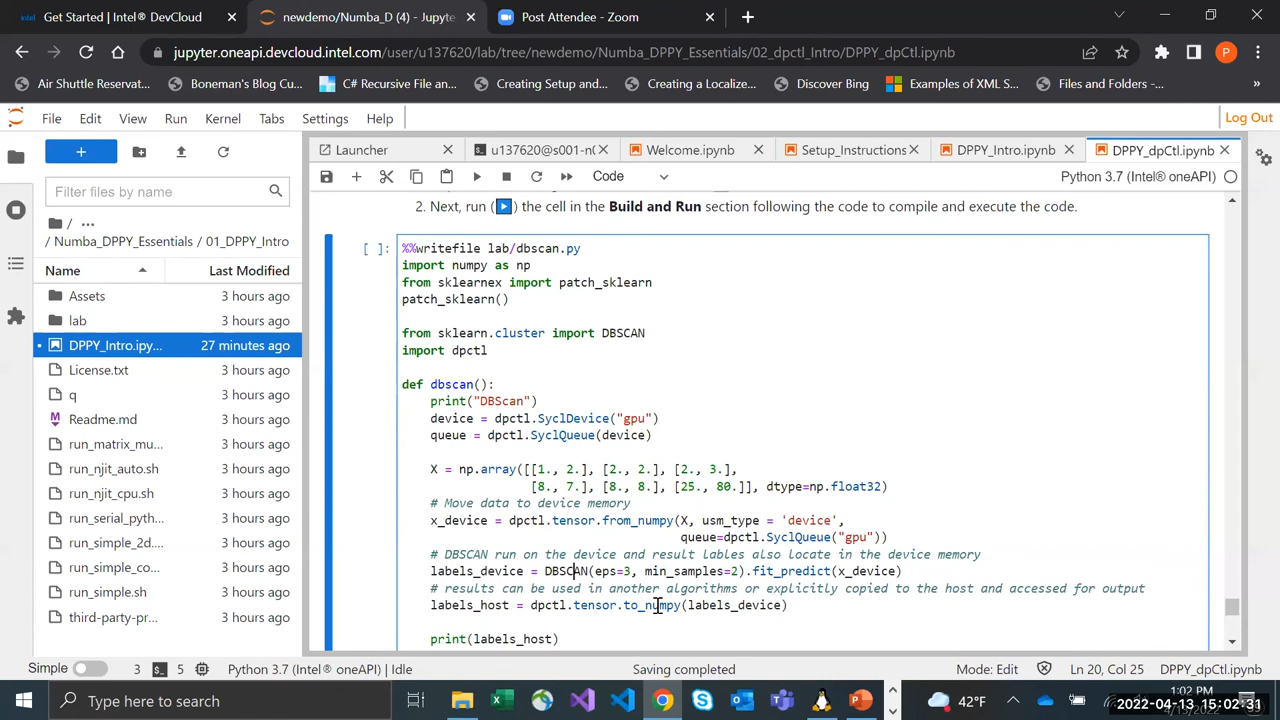 Get Started | Intel® DevCloud
newdemo/Numba_D (4) - Jupyte
Post Attendee - Zoom
jupyter.oneapi.devcloud.intel.com/user/u137620/lab/tree/newdemo/Numba_DPPY_Essentials/02_dpctl_Intro/DPPY_dpCtl.ipynb
P
Air Shuttle Reservat...
Boneman's Blog Cu...
C# Recursive File an...
Creating Setup and...
Creating a Localize...
Discover Bing
Examples of XML S...
Files and Folders -...
»
File Edit View Run Kernel Tabs Settings Help
Log Out
Launcher
u137620@s001-n0
Welcome.ipynb
Setup_Instructions
DPPY_Intro.ipynb
DPPY_dpCtl.ipynb
Code
Python 3.7 (Intel® oneAPI)
Filter files by name
/ ...
/ Numba_DPPY_Essentials / 01_DPPY_Intro
Name Last Modified
Assets 3 hours ago
lab 3 hours ago
DPPY_Intro.ipy... 27 minutes ago
License.txt 3 hours ago
q 3 hours ago
Readme.md 3 hours ago
run_matrix_mu... 3 hours ago
run_njit_auto.sh 3 hours ago
run_njit_cpu.sh 3 hours ago
run_serial_pyth... 3 hours ago
run_simple_2d.... 3 hours ago
run_simple_co... 3 hours ago
run_simple.sh 3 hours ago
third-party-pr... 3 hours ago
2. Next, run (▶) the cell in the Build and Run section following the code to compile and execute the code.
[ ]:
%%writefile lab/dbscan.py
import numpy as np
from sklearnex import patch_sklearn
patch_sklearn()
from sklearn.cluster import DBSCAN
import dpctl
def dbscan():
print("DBScan")
device = dpctl.SyclDevice("gpu")
queue = dpctl.SyclQueue(device)
X = np.array([[1., 2.], [2., 2.], [2., 3.],
[8., 7.], [8., 8.], [25., 80.]], dtype=np.float32)
# Move data to device memory
x_device = dpctl.tensor.from_numpy(X, usm_type = 'device',
queue=dpctl.SyclQueue("gpu"))
# DBSCAN run on the device and result lables also locate in the device memory
labels_device = DBSCAN(eps=3, min_samples=2).fit_predict(x_device)
# results can be used in another algorithms or explicitly copied to the host and accessed for output
labels_host = dpctl.tensor.to_numpy(labels_device)
print(labels_host)
Simple 3 5 Python 3.7 (Intel® oneAPI) | Idle Saving completed Mode: Edit Ln 20, Col 25 DPPY_dpCtl.ipynb
Type here to search
42°F
1:02 PM
2022-04-13 15:02:31